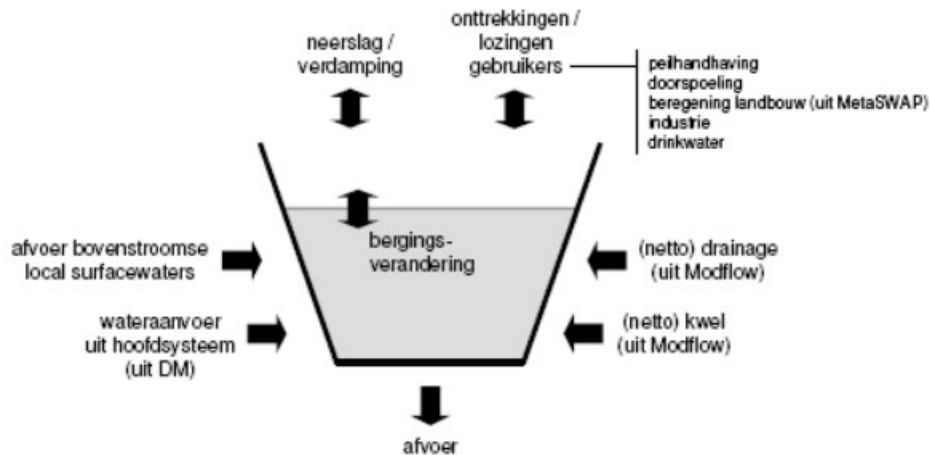 neerslag /
verdamping
onttrekkingen /
lozingen
gebruikers
peilhandhaving
doorspoeling
beregening landbouw (uit MetaSWAP)
industrie
drinkwater
bergings-
verandering
afvoer bovenstroomse
local surfacewaters
wateraanvoer
uit hoofdsysteem
(uit DM)
(netto) drainage
(uit Modflow)
(netto) kwel
(uit Modflow)
afvoer